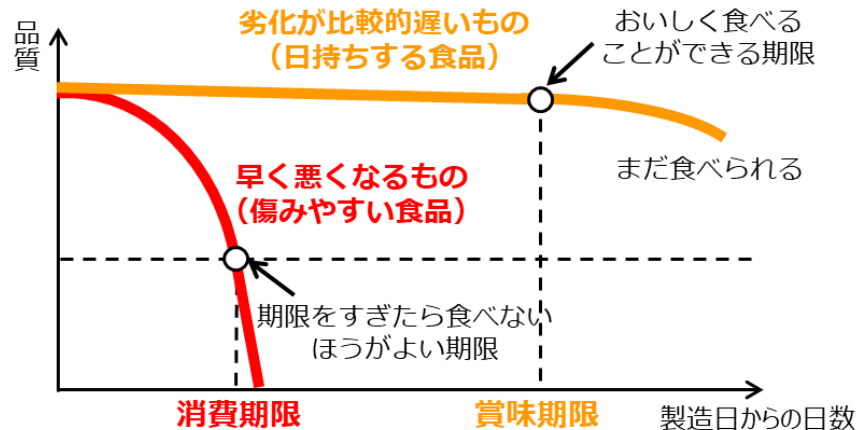 品質
劣化が比較的遅いもの
（日持ちする食品）
おいしく食べる
ことができる期限
まだ食べられる
早く悪くなるもの
（傷みやすい食品）
期限をすぎたら食べない
ほうがよい期限
消費期限
賞味期限
製造日からの日数